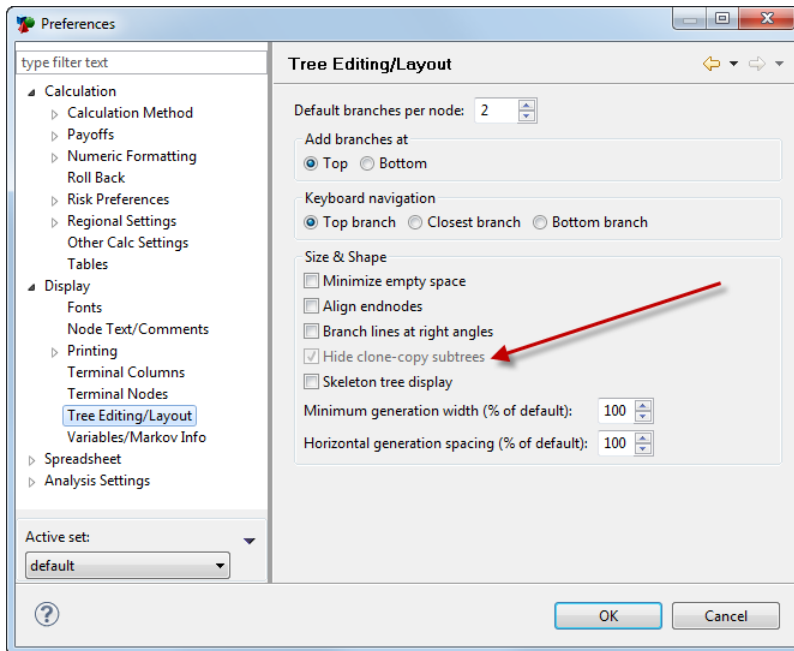 Preferences
type filter text
Calculation
Calculation Method
Payoffs
Numeric Formatting
Roll Back
Risk Preferences
Regional Settings
Other Calc Settings
Tables
Display
Fonts
Node Text/Comments
Printing
Terminal Columns
Terminal Nodes
Tree Editing/Layout
Variables/Markov Info
Spreadsheet
Analysis Settings
Active set:
default
Tree Editing/Layout
Default branches per node: 2
Add branches at
Top Bottom
Keyboard navigation
Top branch Closest branch Bottom branch
Size & Shape
Minimize empty space
Align endnodes
Branch lines at right angles
Hide clone-copy subtrees
Skeleton tree display
Minimum generation width (% of default): 100
Horizontal generation spacing (% of default): 100
? OK Cancel